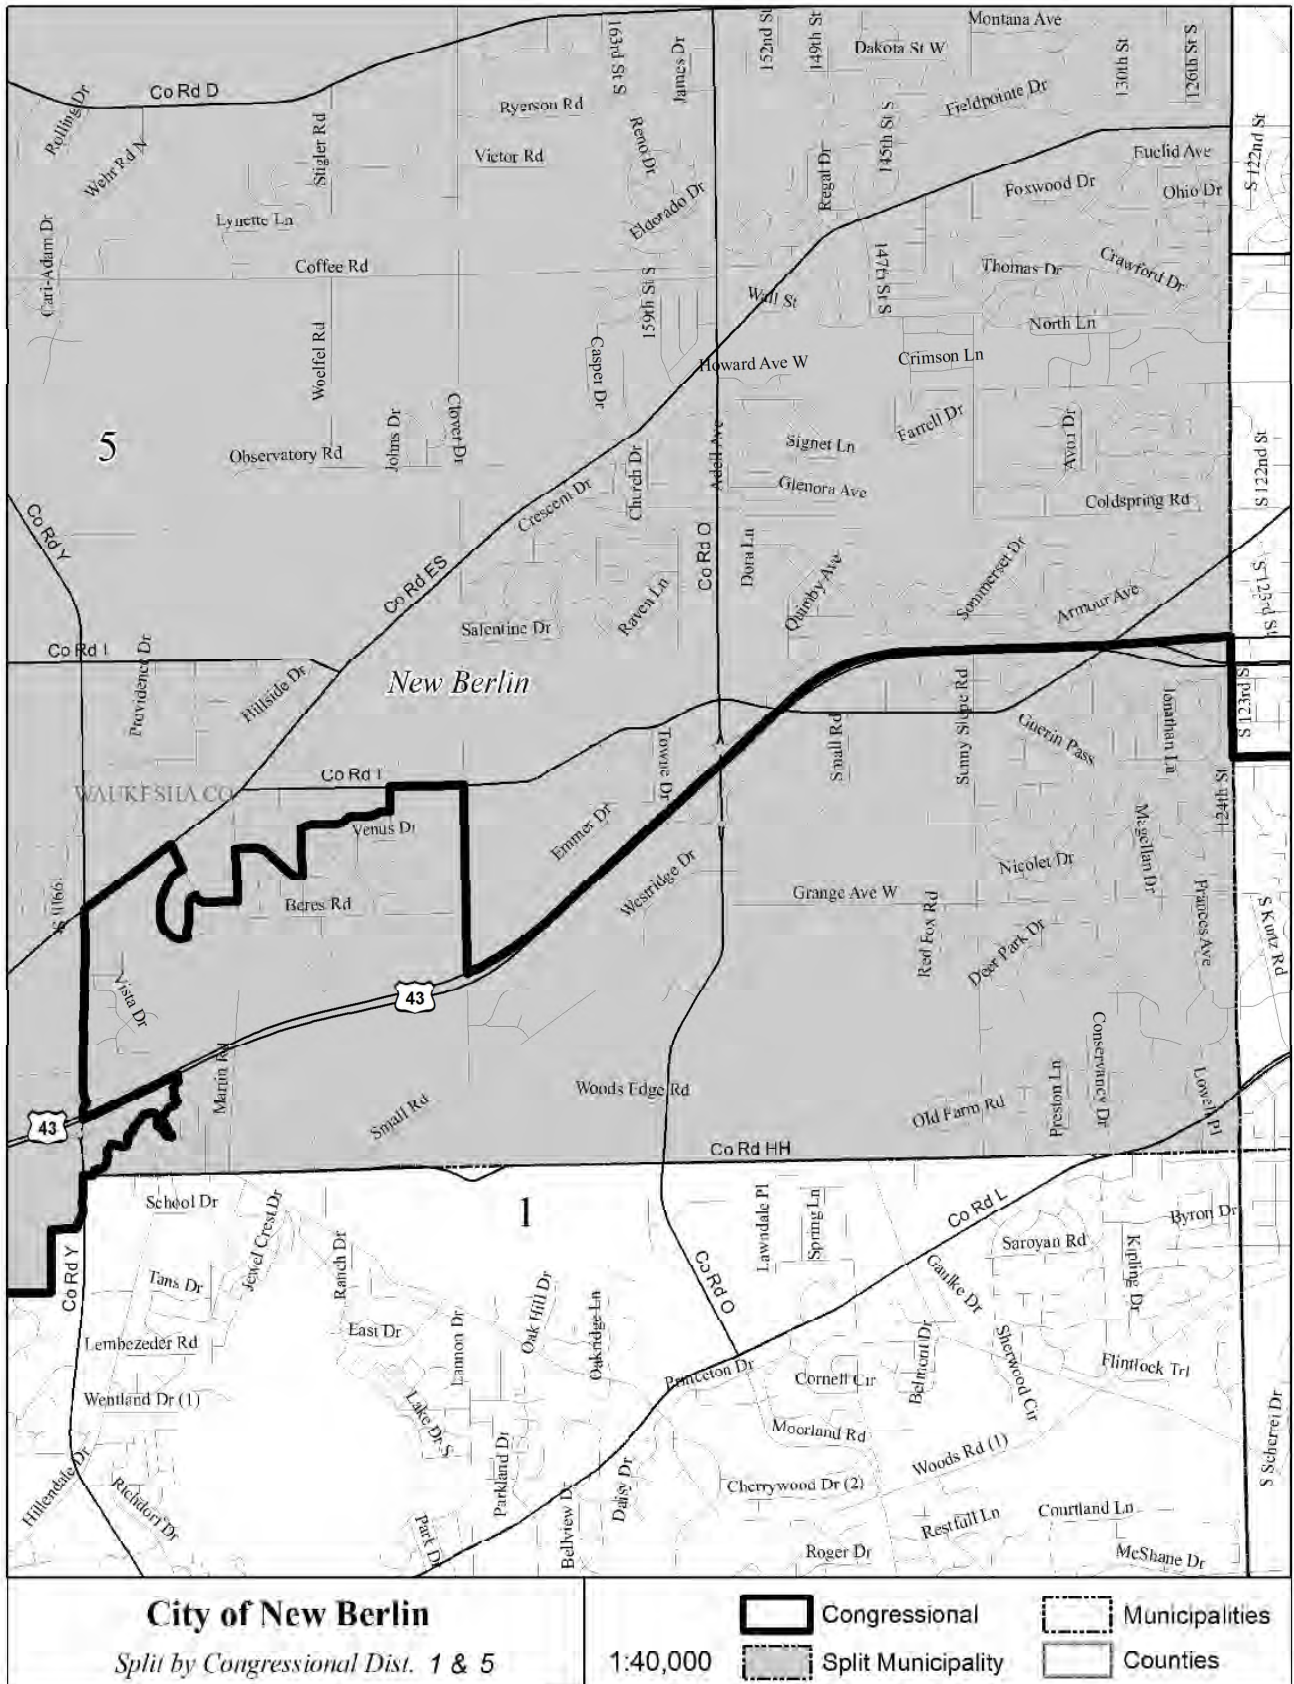 Montana Ave
152nd St
149th St
163rd St S
James Dr
Dakota St W
130th St
126th St S
Co Rd D
Ryerson Rd
Fieldpointe Dr
Rolling Dr
Wehr Rd N
Stigler Rd
Victor Rd
Reno Dr
145th St S
Euclid Ave
S 122nd St
Regal Dr
Foxwood Dr
Ohio Dr
Eldorado Dr
Lynette Ln
Cari-Adam Dr
Coffee Rd
147th St S
Thomas Dr
Crawford Dr
159th St S
Wall St
North Ln
Woelfel Rd
Casper Dr
Howard Ave W
Crimson Ln
Johns Dr
Clover Dr
Farrell Dr
Avon Dr
5
Observatory Rd
Signet Ln
Adell Ave
S 122nd St
Church Dr
Glenora Ave
Crescent Dr
Coldspring Rd
Co Rd Y
Co Rd O
Dora Ln
Co Rd ES
Quimby Ave
Sommerset Dr
Raven Ln
Armour Ave
S 123rd St
Salentine Dr
Co Rd I
Providence Dr
Hillside Dr
New Berlin
Sunny Slope Rd
S 123rd S
Jonathan Ln
Guerin Pass
Small Rd
Towne Dr
Co Rd I
WAUKESHA CO
124th St
Venus Dr
Emmer Dr
Magellan Dr
Westridge Dr
Nicolet Dr
Grange Ave W
Beres Rd
Red Fox Rd
Frances Ave
S Kurtz Rd
Deer Park Dr
Vista Dr
43
Conservancy Dr
Martin Rd
Woods Edge Rd
Preston Ln
Lowell Pl
Small Rd
Old Farm Rd
43
Co Rd HH
1
School Dr
Jewel Crest Dr
Lawndale Pl
Spring Ln
Co Rd L
Byron Dr
Saroyan Rd
Ranch Dr
Kipling Dr
Co Rd Y
Tans Dr
Co Rd O
Gaulke Dr
Oak Hill Dr
Oakridge Ln
East Dr
Lannon Dr
Lembezeder Rd
Belmont Dr
Sherwood Cir
Flintlock Trl
Princeton Dr
Cornell Cir
Wentland Dr (1)
Lake Dr S
Moorland Rd
S Scherrei Dr
Parkland Dr
Woods Rd (1)
Hillendale Dr
Daisy Dr
Cherrywood Dr (2)
Richdorf Dr
Bellview Dr
Restfull Ln
Courtland Ln
Park Dr
Roger Dr
McShane Dr
City of New Berlin
Split by Congressional Dist. 1 & 5
1:40,000
Congressional
Municipalities
Split Municipality
Counties